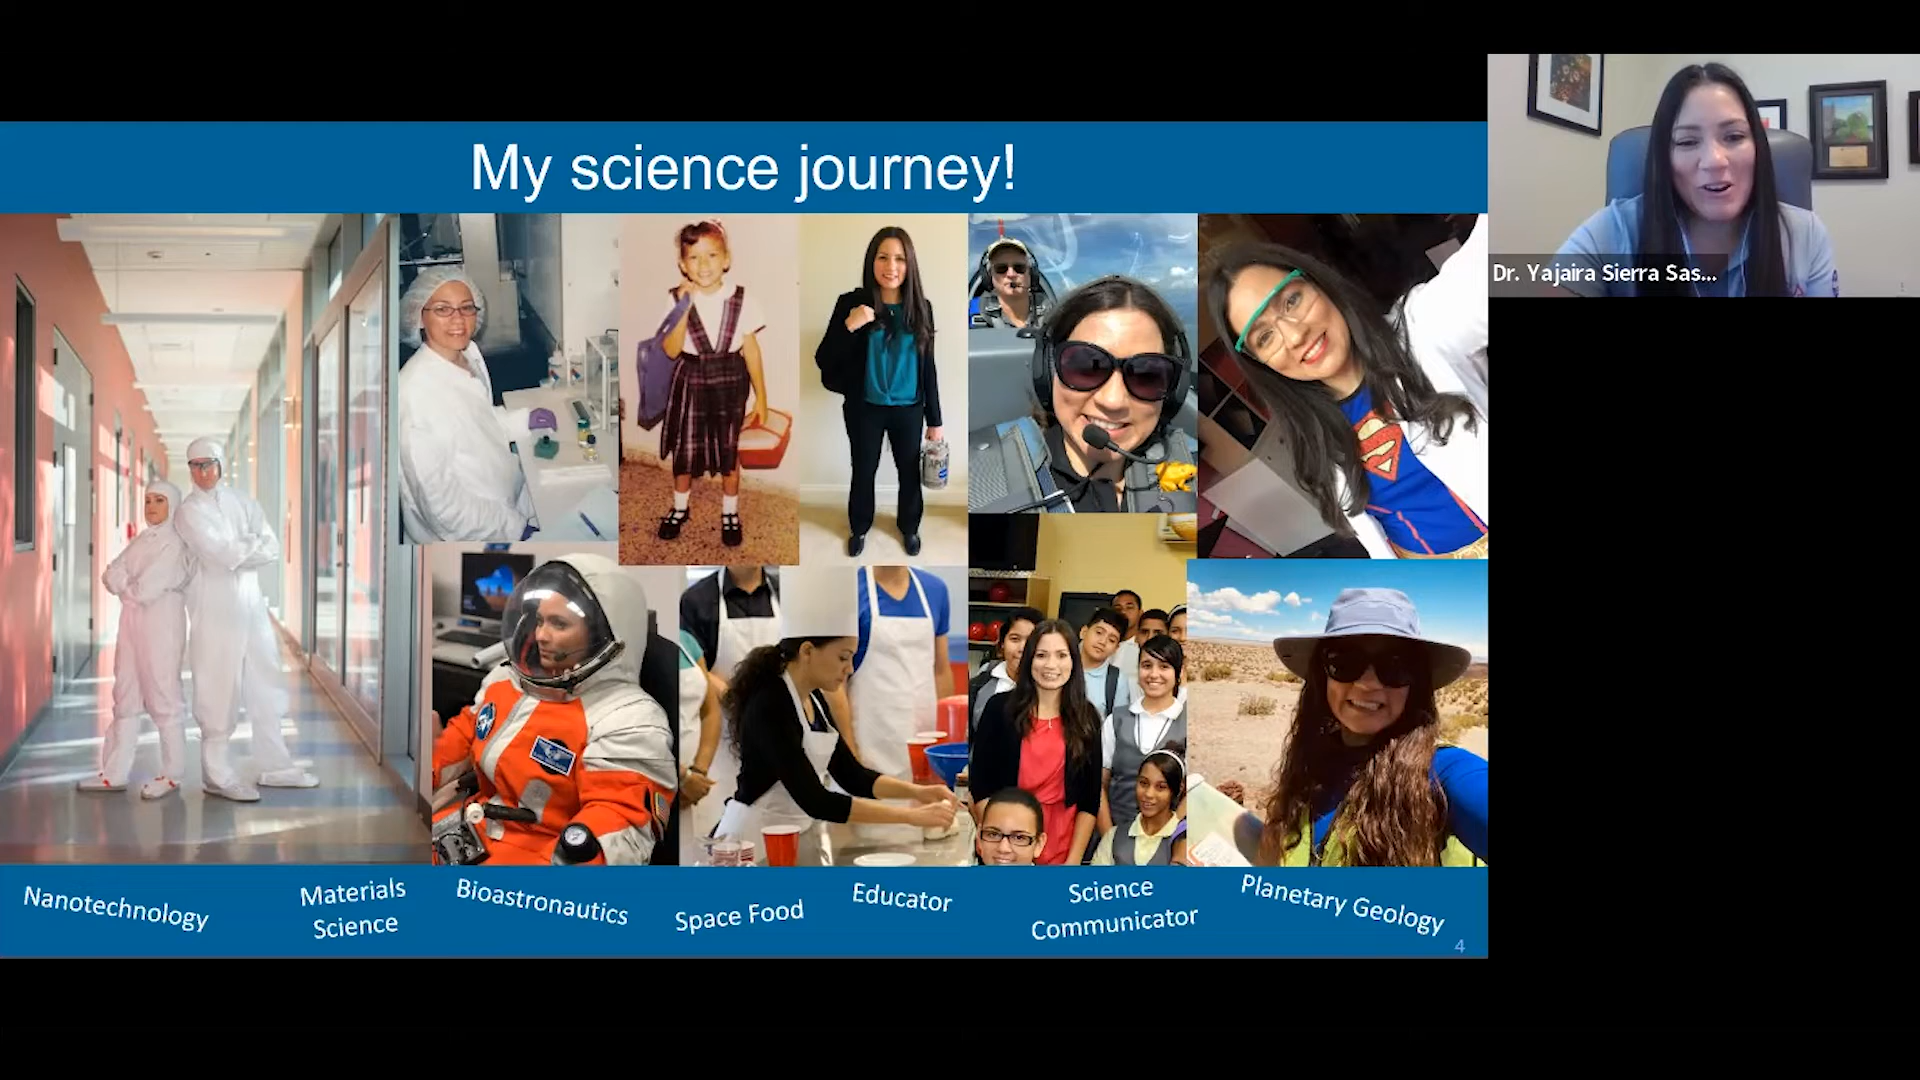 My science journey!
Dr. Yajaira Sierra Sas...
Nanotechnology
Materials
Science
Bioastronautics
Space Food
Educator
Science
Communicator
Planetary Geology
4